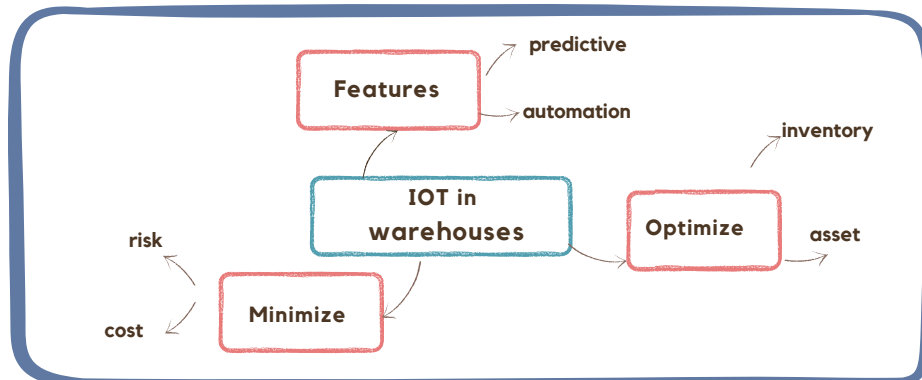 predictive
Features
automation
inventory
IOT in
warehouses
Optimize
asset
risk
Minimize
cost